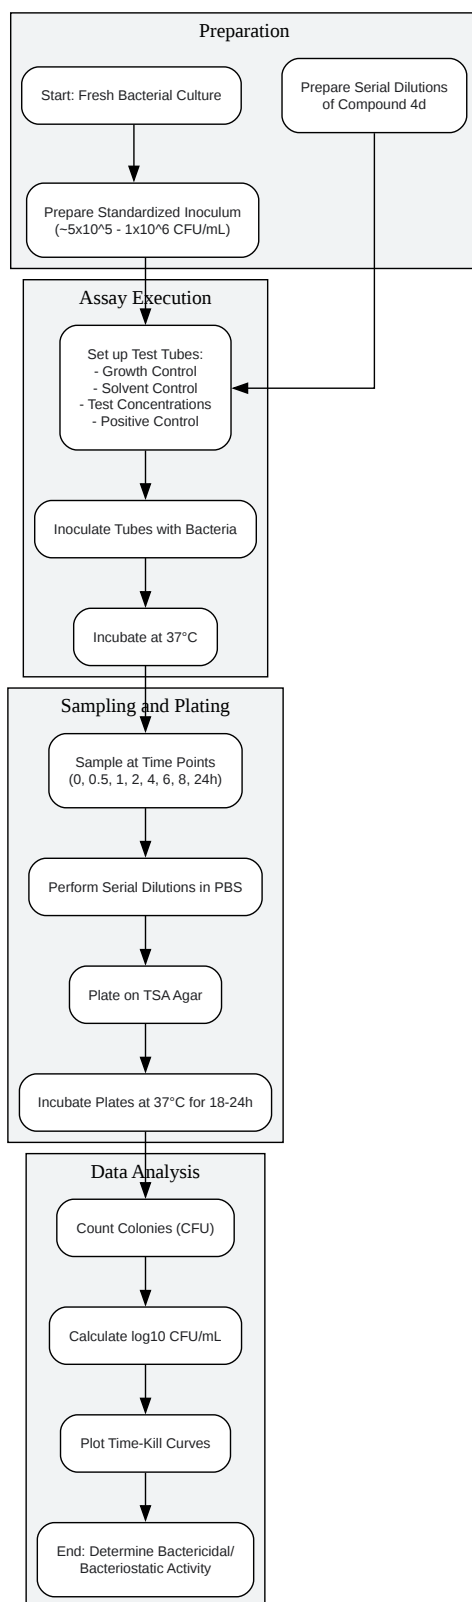 Preparation
Start: Fresh Bacterial Culture
Prepare Serial Dilutions
of Compound 4d
Prepare Standardized Inoculum
(~5x10^5 - 1x10^6 CFU/mL)
Assay Execution
Set up Test Tubes:
- Growth Control
- Solvent Control
- Test Concentrations
- Positive Control
Inoculate Tubes with Bacteria
Incubate at 37°C
Sampling and Plating
Sample at Time Points
(0, 0.5, 1, 2, 4, 6, 8, 24h)
Perform Serial Dilutions in PBS
Plate on TSA Agar
Incubate Plates at 37°C for 18-24h
Data Analysis
Count Colonies (CFU)
Calculate log10 CFU/mL
Plot Time-Kill Curves
End: Determine Bactericidal/
Bacteriostatic Activity